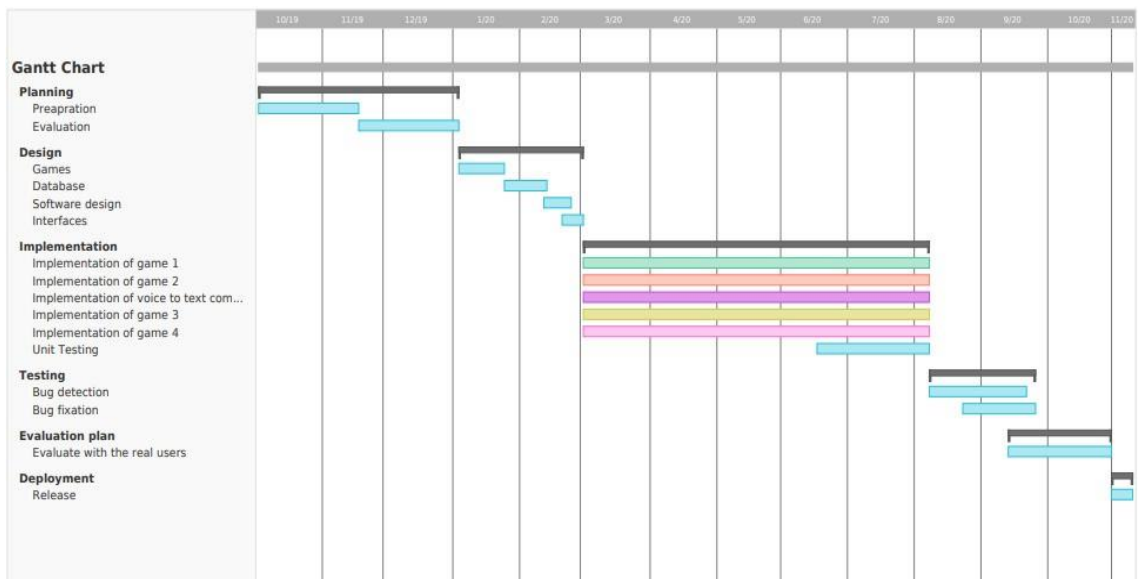 10/19 11/19 12/19 1/20 2/20 3/20 4/20 5/20 6/20 7/20 8/20 9/20 10/20 11/20
Gantt Chart
Planning
Preapration
Evaluation
Design
Games
Database
Software design
Interfaces
Implementation
Implementation of game 1
Implementation of game 2
Implementation of voice to text com...
Implementation of game 3
Implementation of game 4
Unit Testing
Testing
Bug detection
Bug fixation
Evaluation plan
Evaluate with the real users
Deployment
Release